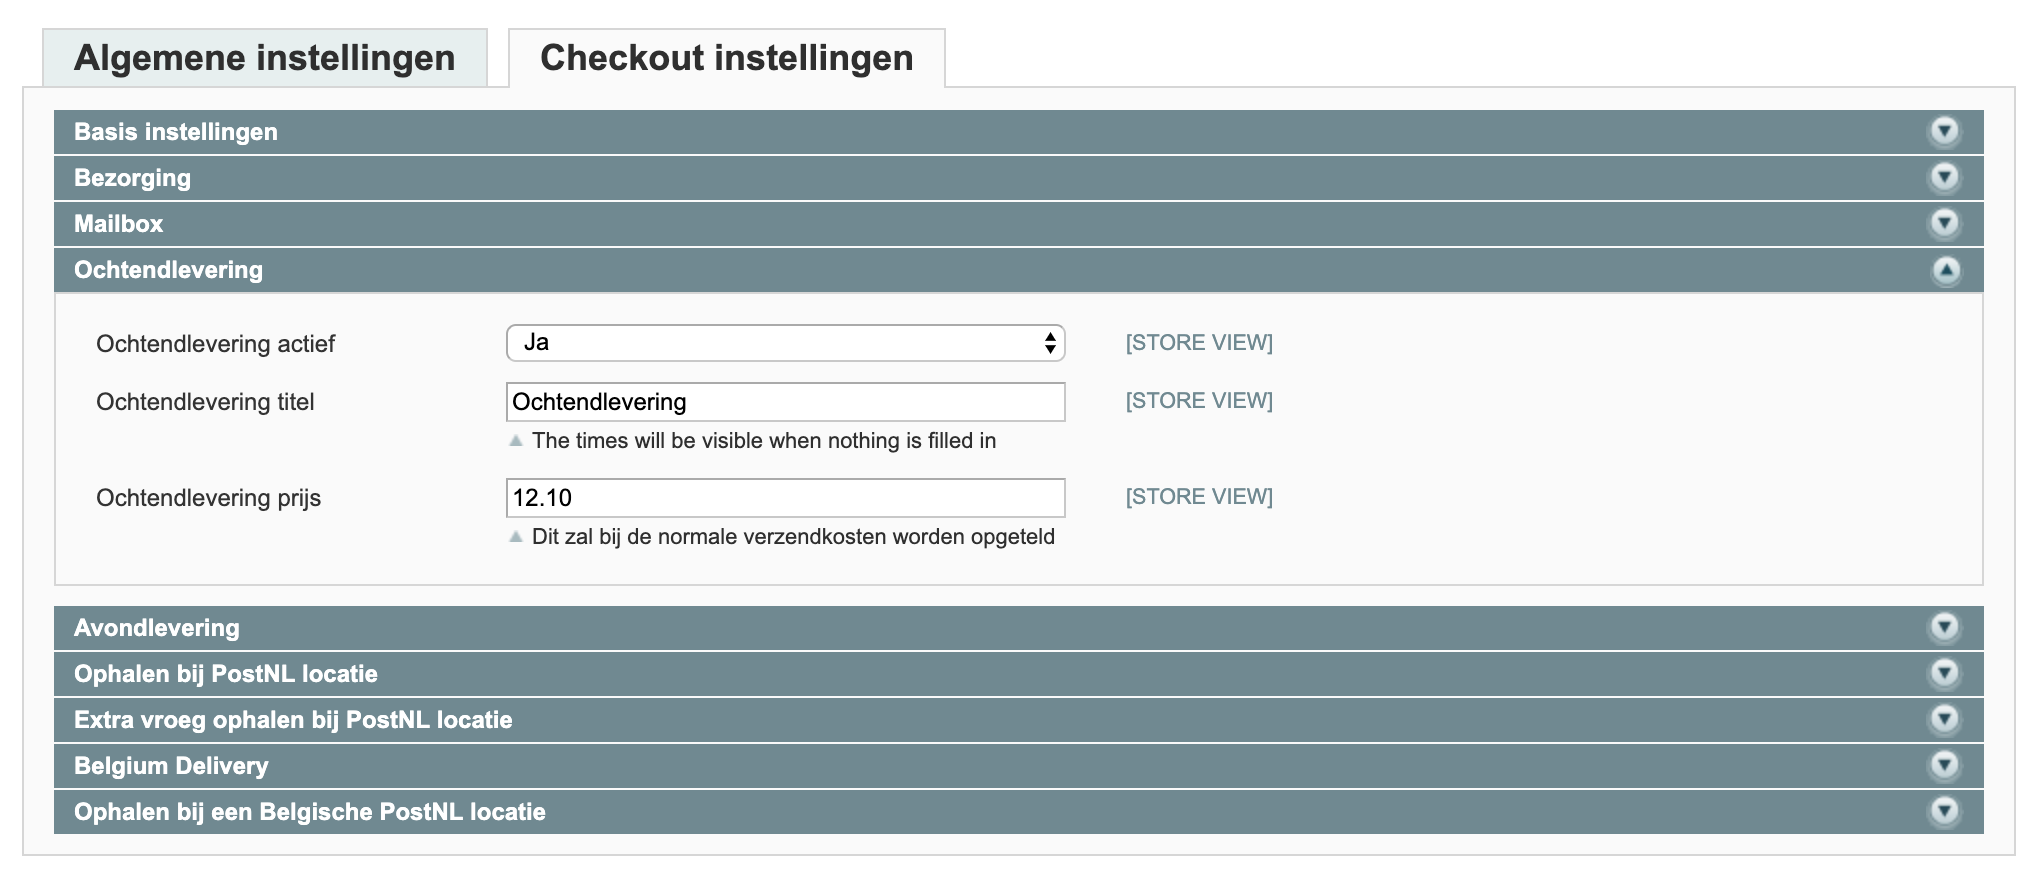 Algemene instellingen
Checkout instellingen
Basis instellingen
Bezorging
Mailbox
Ochtendlevering
Ochtendlevering actief
Ja
[STORE VIEW]
Ochtendlevering titel
Ochtendlevering
[STORE VIEW]
The times will be visible when nothing is filled in
Ochtendlevering prijs
12.10
[STORE VIEW]
Dit zal bij de normale verzendkosten worden opgeteld
Avondlevering
Ophalen bij PostNL locatie
Extra vroeg ophalen bij PostNL locatie
Belgium Delivery
Ophalen bij een Belgische PostNL locatie